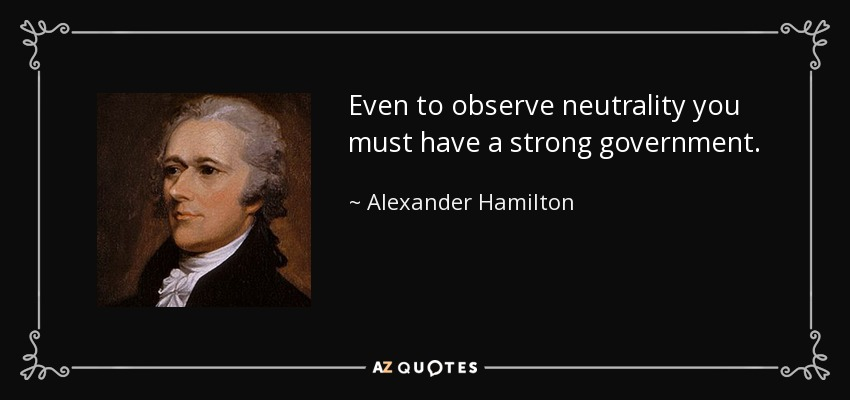 Even to observe neutrality you
must have a strong government.
~ Alexander Hamilton
AZ QUOTES